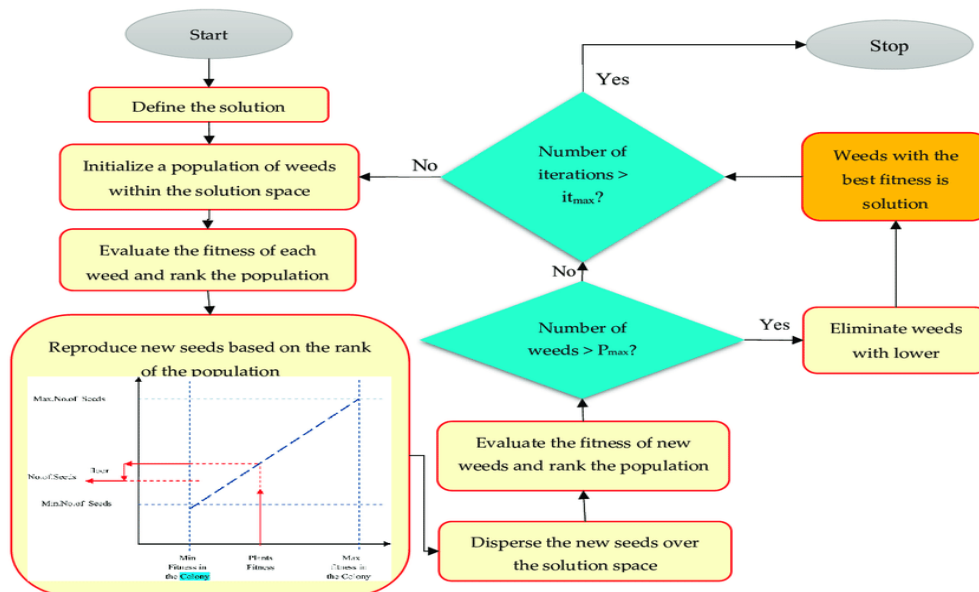 Start
Define the solution
Initialize a population of weeds
within the solution space
Evaluate the fitness of each
weed and rank the population
Reproduce new seeds based on the rank
of the population
Max.No.of Seeds
floor
No.of.Seeds
Min.No.of Seeds
Min
Fitness in
the Colony
Plants
Fitness
Max
fitness in
the Colony
Disperse the new seeds over
the solution space
Evaluate the fitness of new
weeds and rank the population
Number of
weeds > Pmax?
Yes
Eliminate weeds
with lower
Weeds with the
best fitness is
solution
No
Number of
iterations >
itmax?
No
Yes
Stop